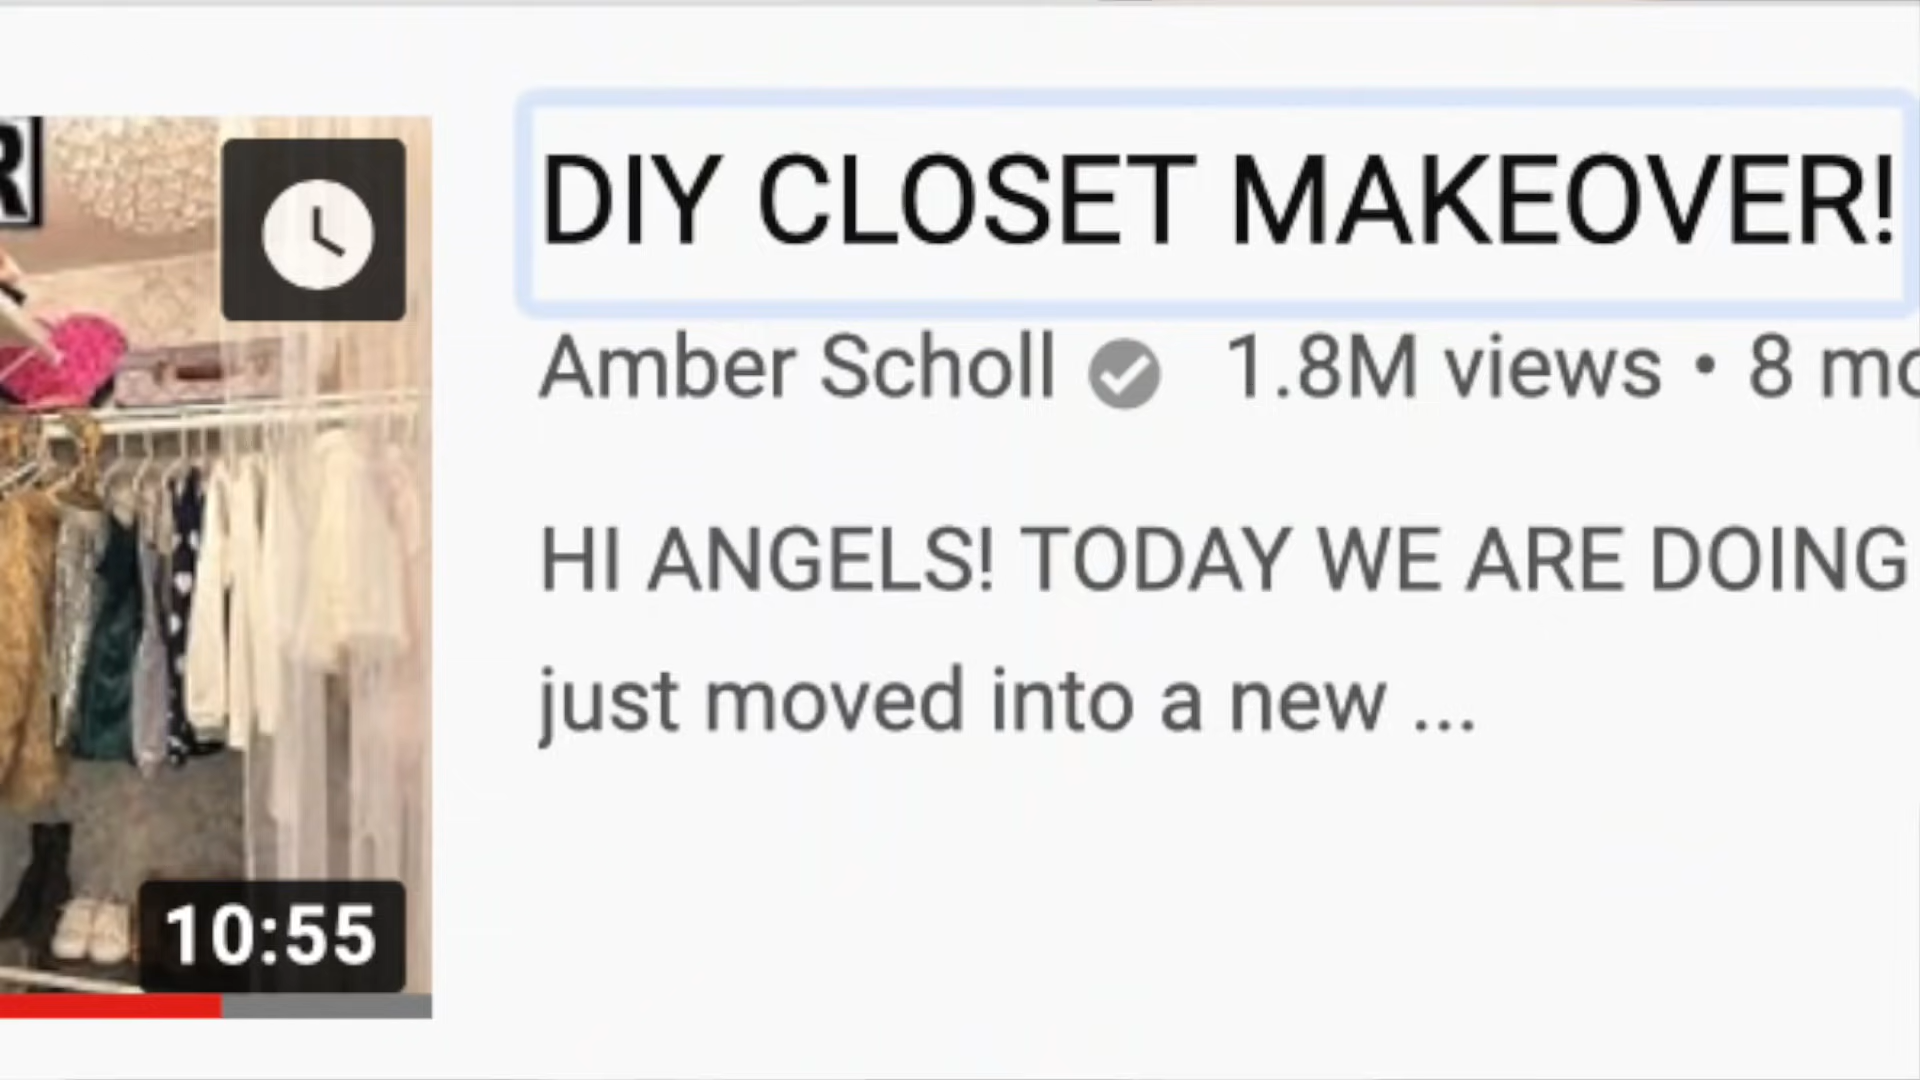 R
DIY CLOSET MAKEOVER!
Amber Scholl 1.8M views • 8 mo
HI ANGELS! TODAY WE ARE DOING
just moved into a new ...
10:55